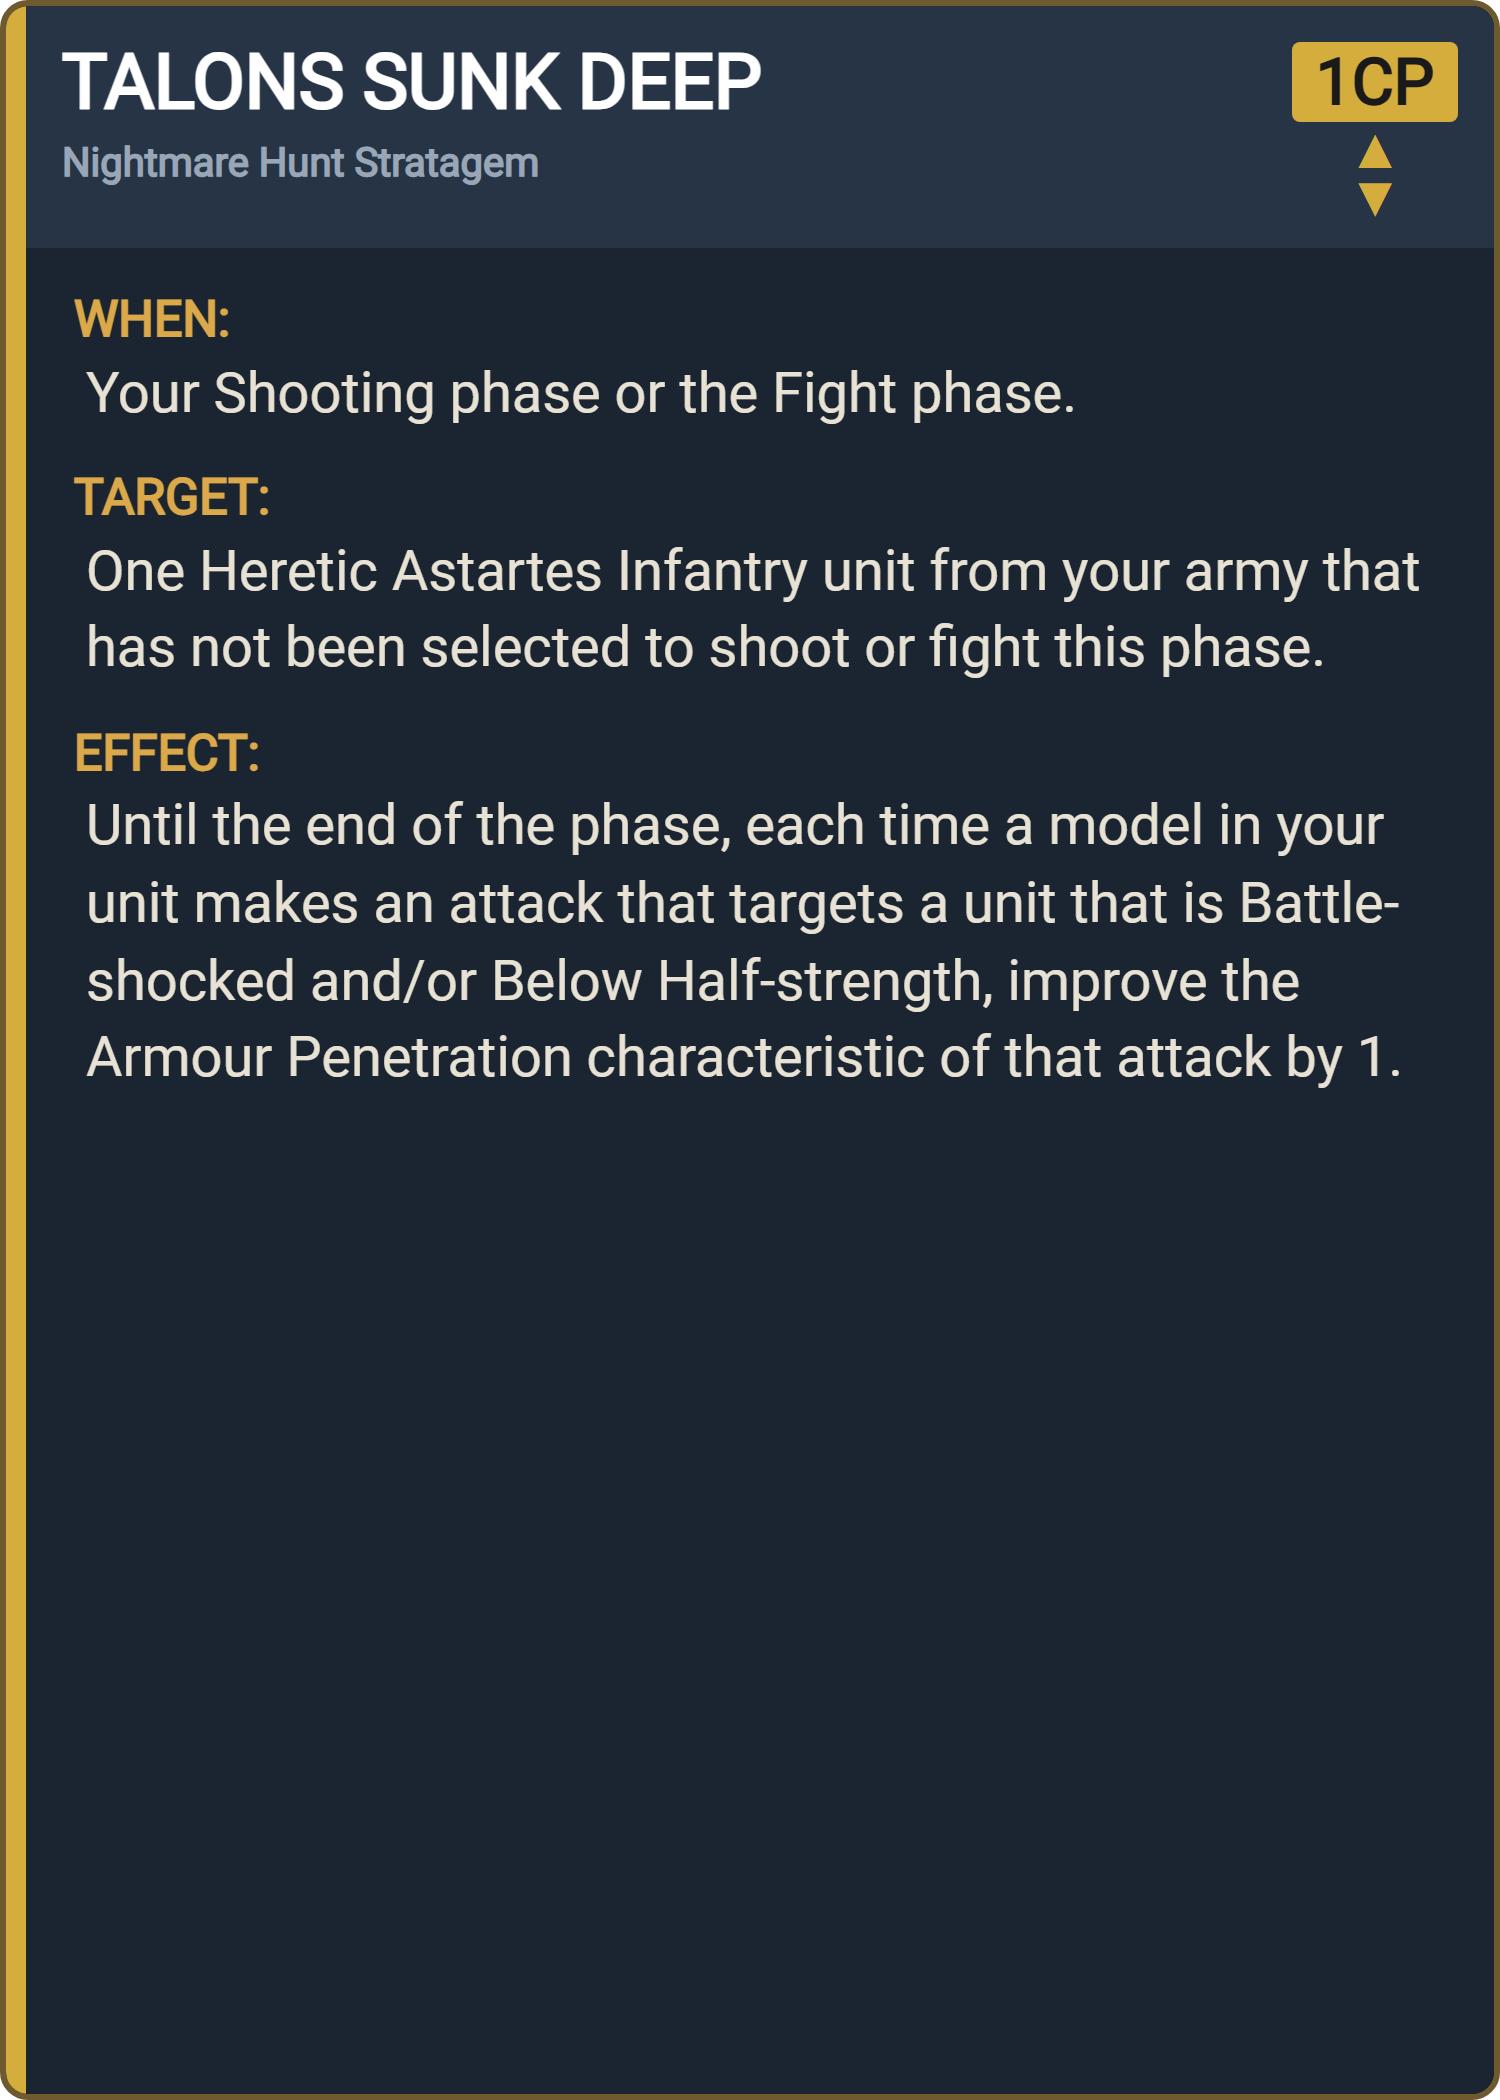 TALONS SUNK DEEP
1CP
Nightmare Hunt Stratagem
▲
▼
WHEN:
Your Shooting phase or the Fight phase.
TARGET:
One Heretic Astartes Infantry unit from your army that
has not been selected to shoot or fight this phase.
EFFECT:
Until the end of the phase, each time a model in your
unit makes an attack that targets a unit that is Battle-
shocked and/or Below Half-strength, improve the
Armour Penetration characteristic of that attack by 1.